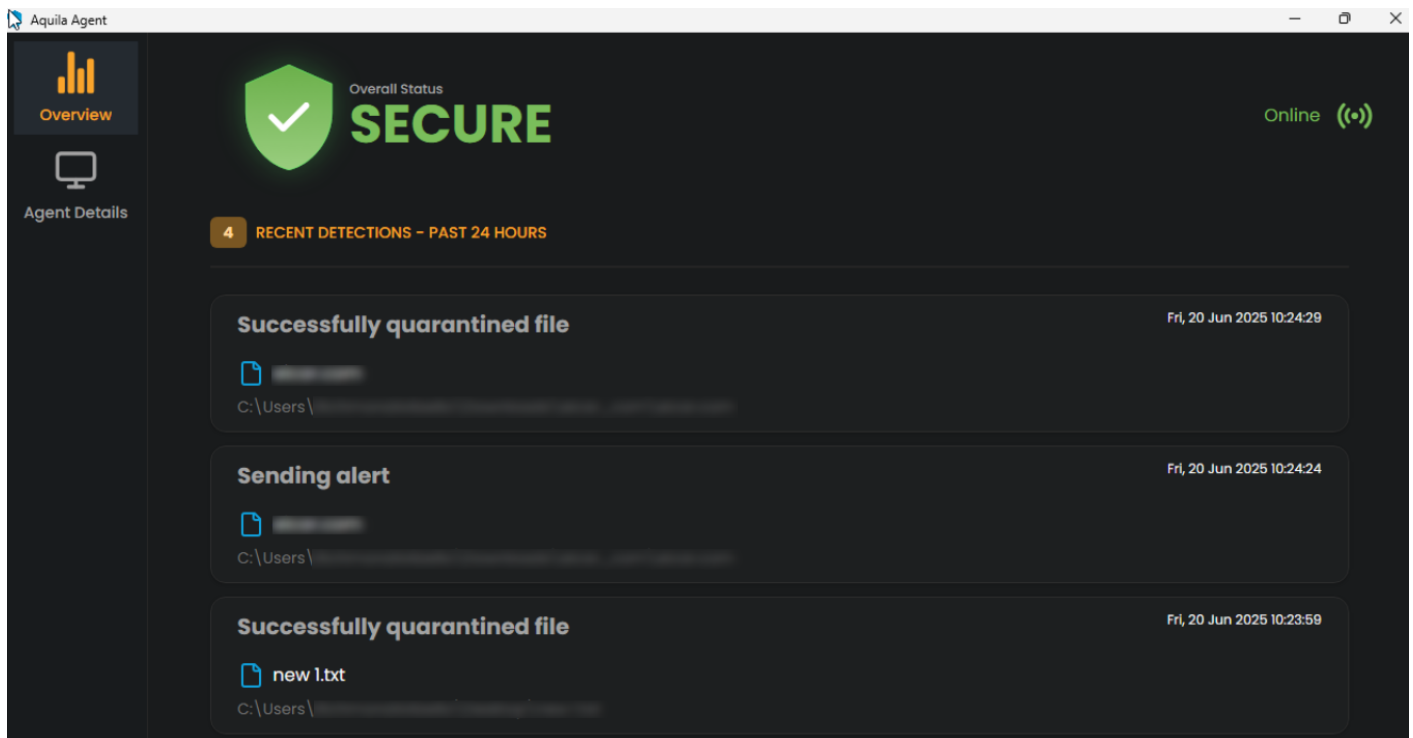 Aquila Agent
Overview
Agent Details
Overall Status
SECURE
Online
4 RECENT DETECTIONS - PAST 24 HOURS
Successfully quarantined file
Fri, 20 Jun 2025 10:24:29
C:\Users\
Sending alert
Fri, 20 Jun 2025 10:24:24
C:\Users\
Successfully quarantined file
Fri, 20 Jun 2025 10:23:59
new 1.txt
C:\Users\